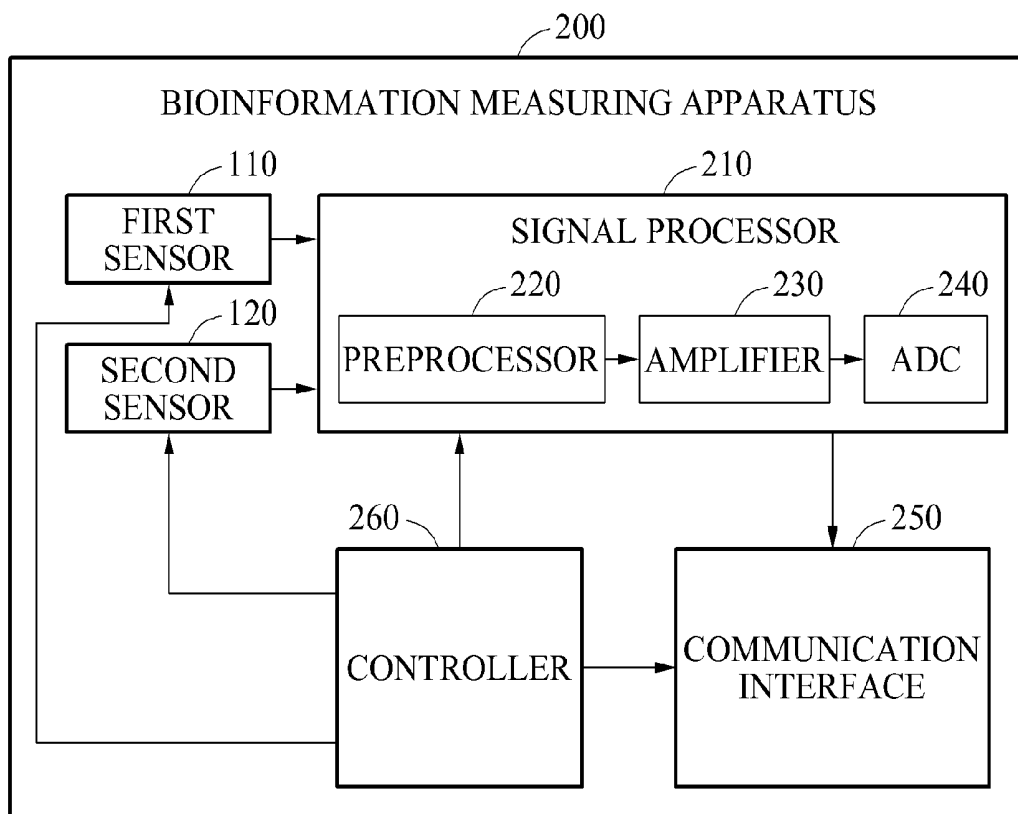 200
BIOINFORMATION MEASURING APPARATUS
110
FIRST
SENSOR
210
SIGNAL PROCESSOR
220
PREPROCESSOR
230
AMPLIFIER
240
ADC
120
SECOND
SENSOR
260
CONTROLLER
250
COMMUNICATION
INTERFACE